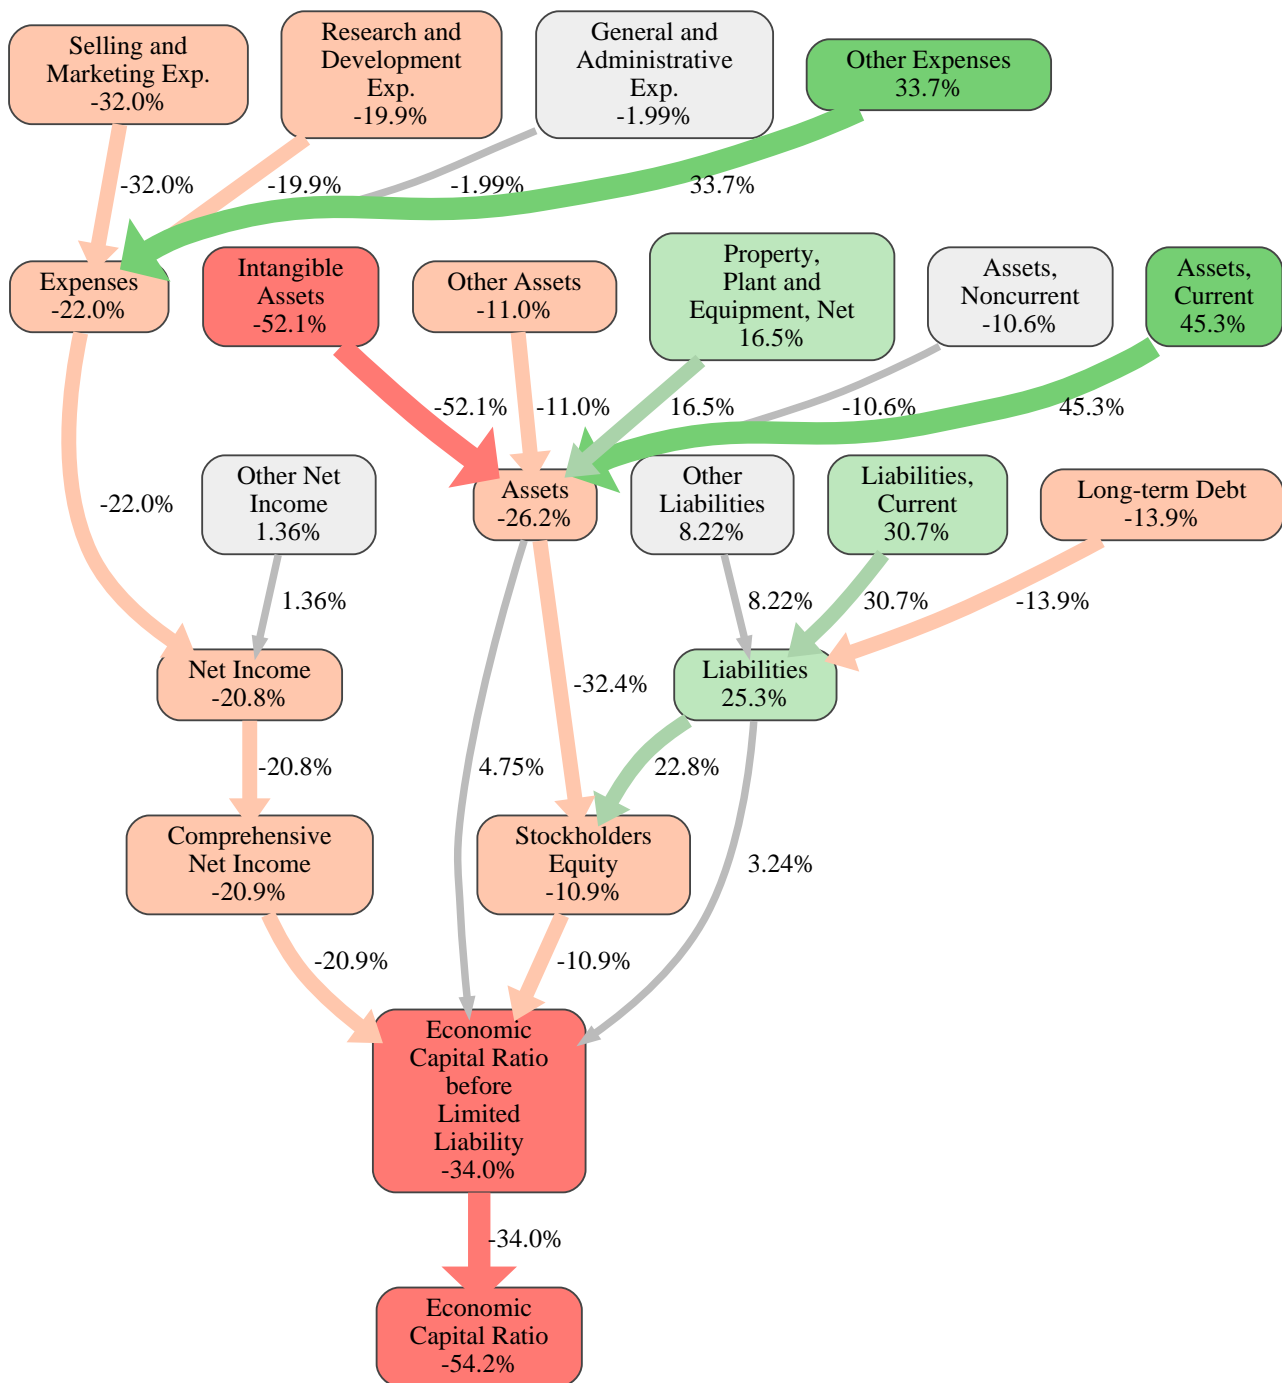 Selling and
Marketing Exp.
-32.0%
Research and
Development
Exp.
-19.9%
General and
Administrative
Exp.
-1.99%
Other Expenses
33.7%
-32.0%
-19.9%
-1.99%
33.7%
Expenses
-22.0%
Intangible
Assets
-52.1%
Other Assets
-11.0%
Property,
Plant and
Equipment, Net
16.5%
Assets,
Noncurrent
-10.6%
Assets,
Current
45.3%
-52.1%
-11.0%
16.5%
-10.6%
45.3%
-22.0%
Other Net
Income
1.36%
Assets
-26.2%
Other
Liabilities
8.22%
Liabilities,
Current
30.7%
Long-term Debt
-13.9%
1.36%
8.22%
30.7%
-13.9%
Net Income
-20.8%
-32.4%
Liabilities
25.3%
-20.8%
4.75%
22.8%
Comprehensive
Net Income
-20.9%
Stockholders
Equity
-10.9%
3.24%
-20.9%
-10.9%
Economic
Capital Ratio
before
Limited
Liability
-34.0%
-34.0%
Economic
Capital Ratio
-54.2%